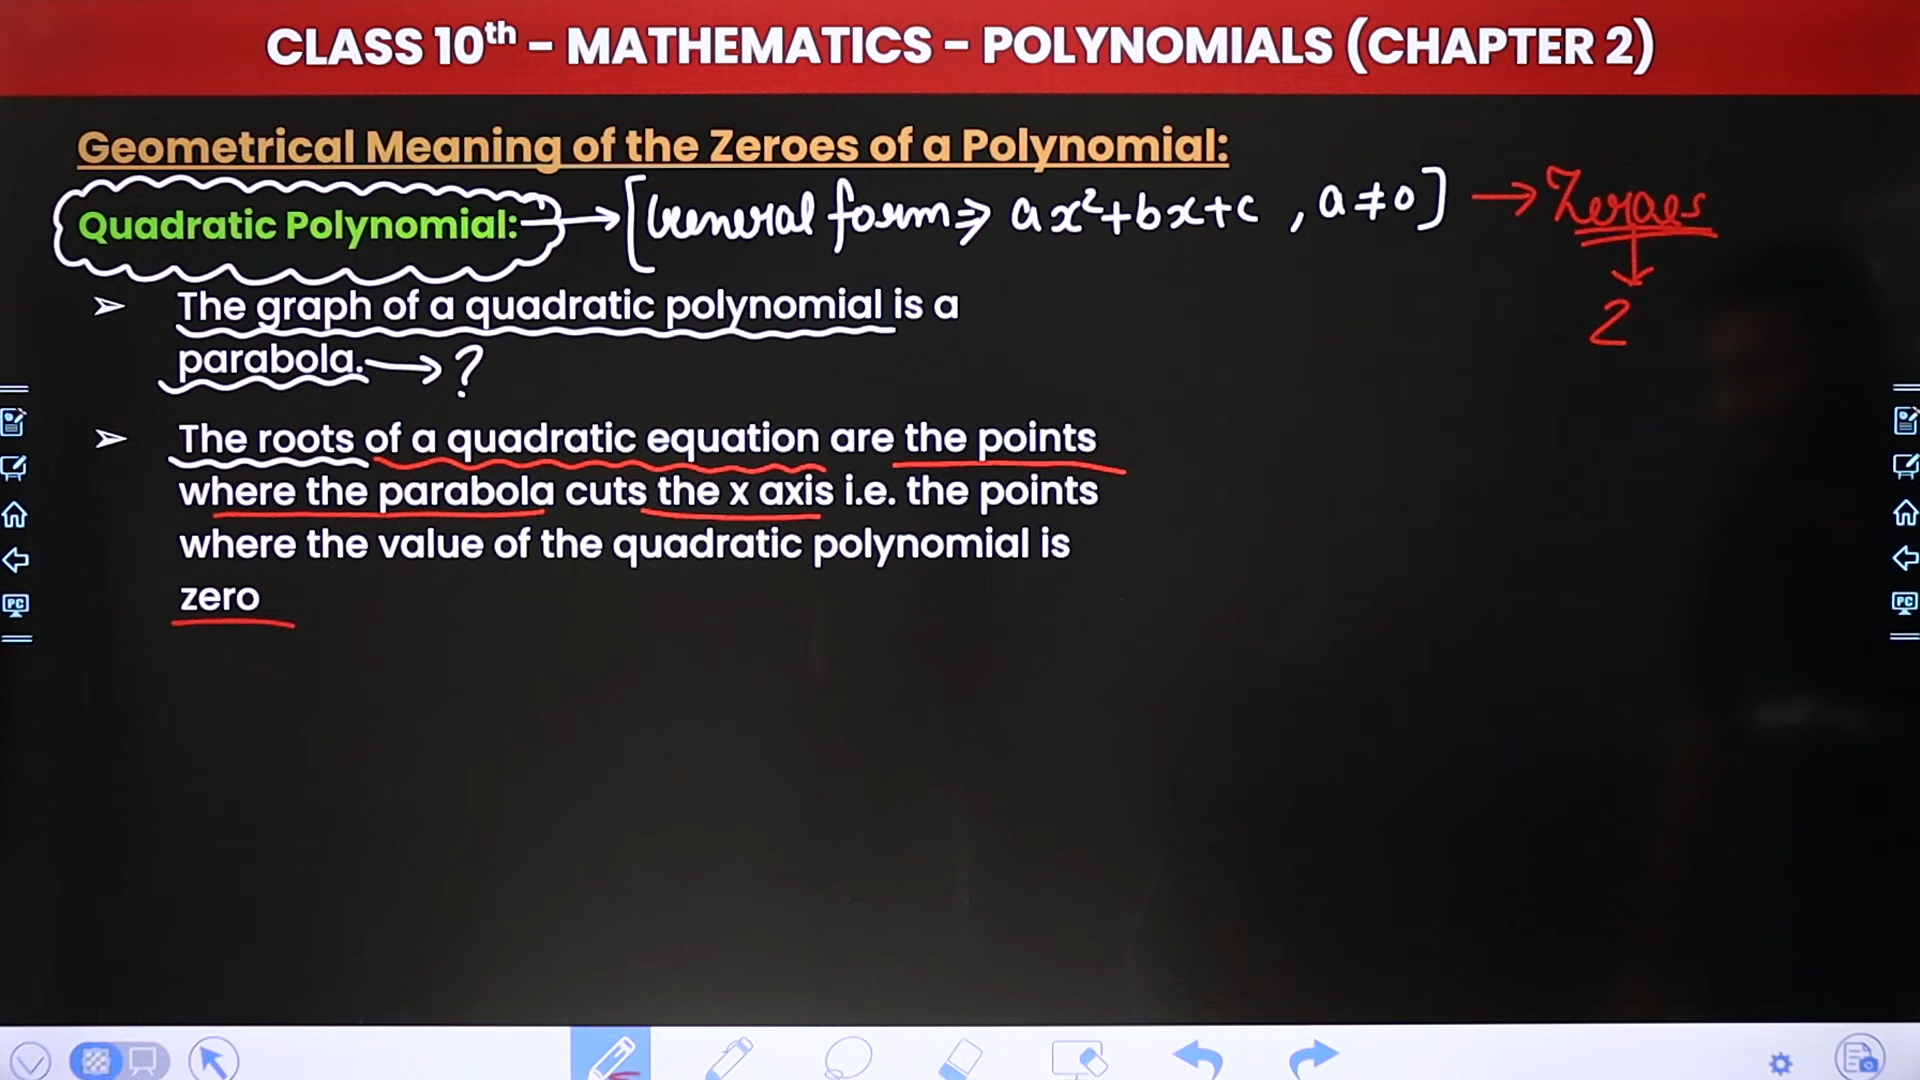 CLASS 10th - MATHEMATICS - POLYNOMIALS (CHAPTER 2)
Geometrical Meaning of the Zeroes of a Polynomial:
Quadratic Polynomial: → [General form ⇒ ax²+bx+c , a≠0] → Zeroes
➢ The graph of a quadratic polynomial is a
2
parabola. → ?
➢ The roots of a quadratic equation are the points
where the parabola cuts the x axis i.e. the points
where the value of the quadratic polynomial is
zero
PC
PC